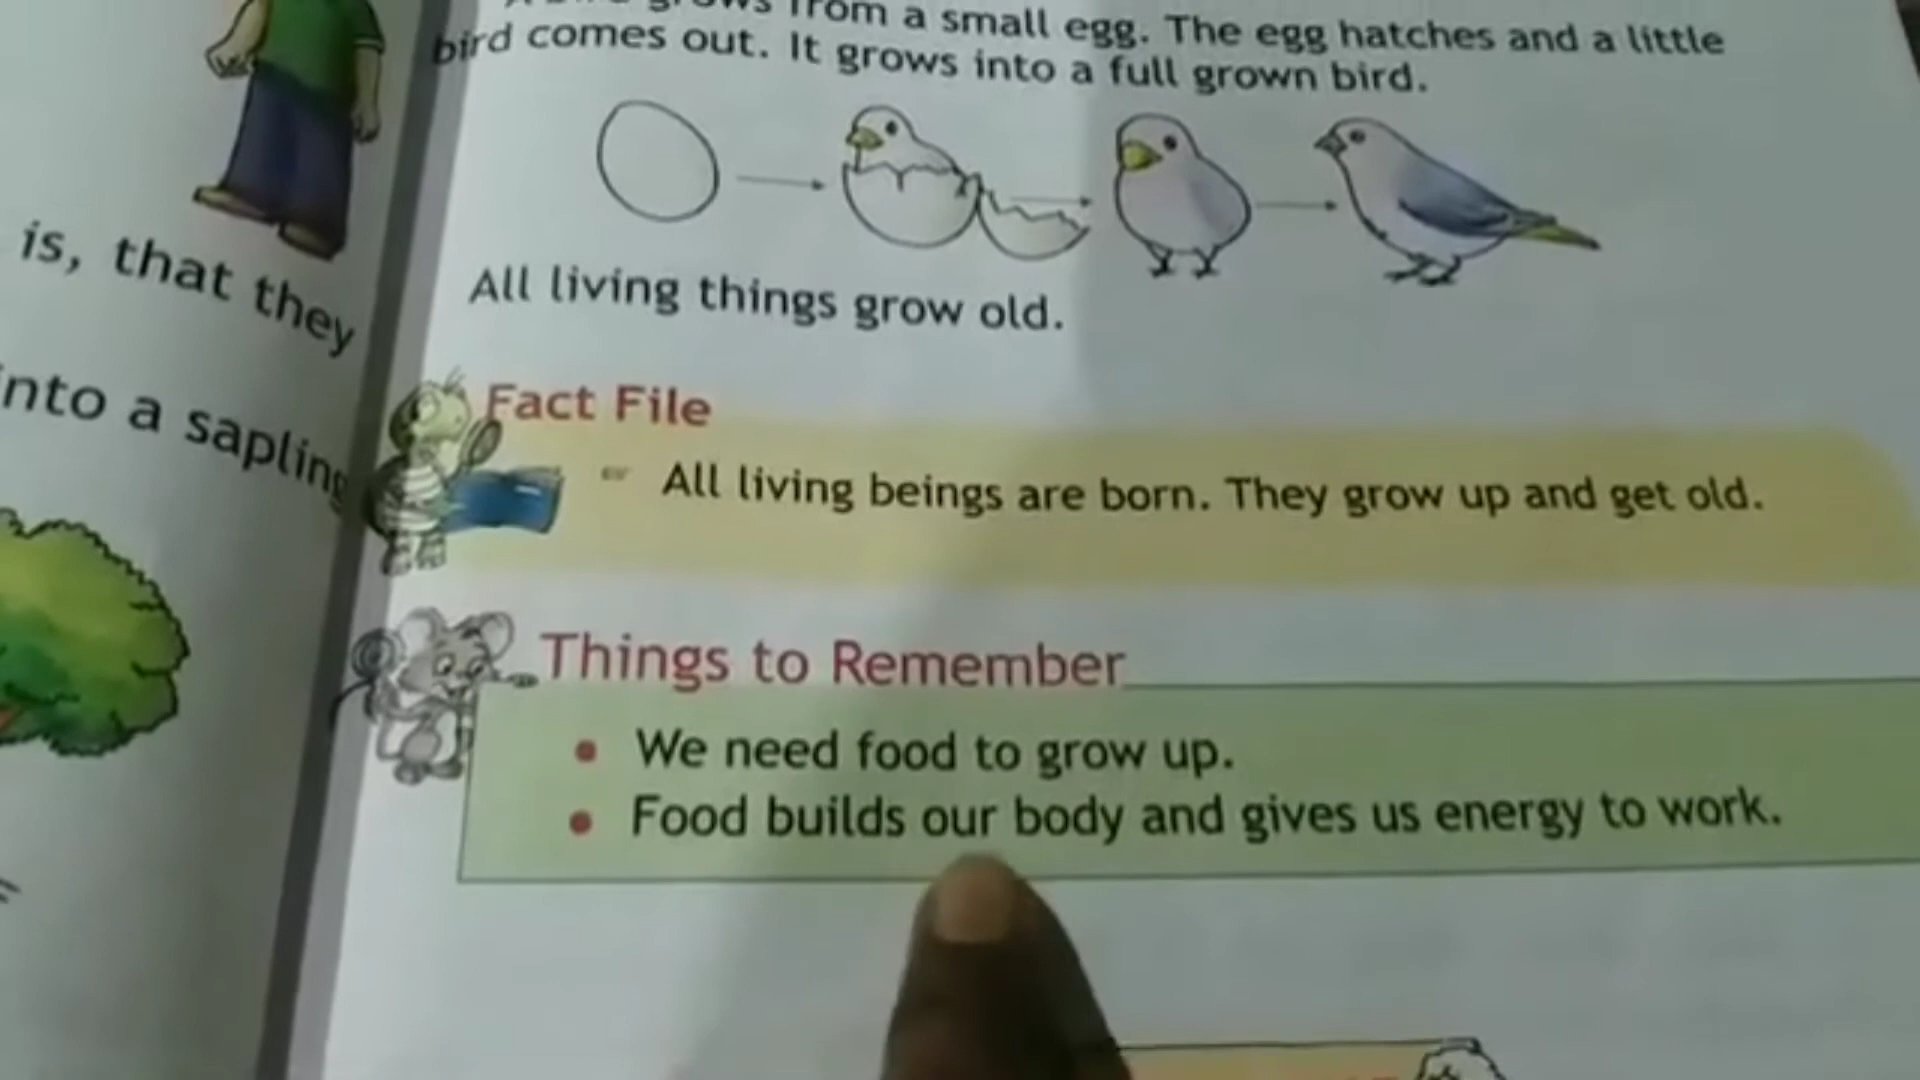 is, that they
into a sapling
A bird grows from a small egg. The egg hatches and a little
bird comes out. It grows into a full grown bird.
All living things grow old.
Fact File
All living beings are born. They grow up and get old.
Things to Remember
• We need food to grow up.
• Food builds our body and gives us energy to work.